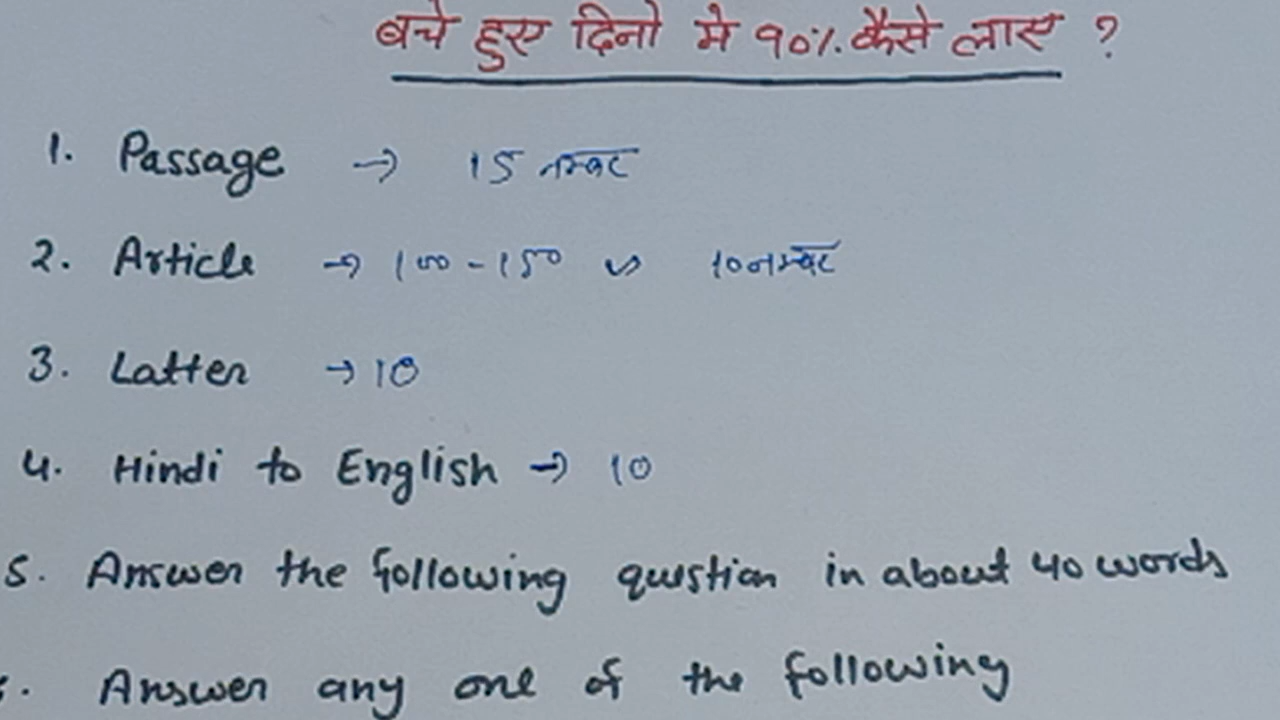 बचे हुए दिनो मे 90% कैसे लाए ?
1. Passage → 15 नम्बर
2. Article → 100-150 10 नम्बर
3. Latter → 10
4. Hindi to English → 10
5. Answer the following question in about 40 words
Answer any one of the following